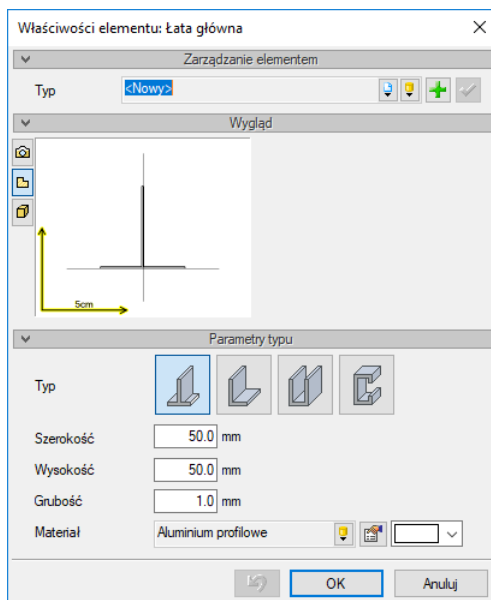 Właściwości elementu: Łata główna
Zarządzanie elementem
Typ <Nowy>
Wygląd
5cm
Parametry typu
Typ
Szerokość 50.0 mm
Wysokość 50.0 mm
Grubość 1.0 mm
Materiał Aluminium profilowe
OK Anuluj